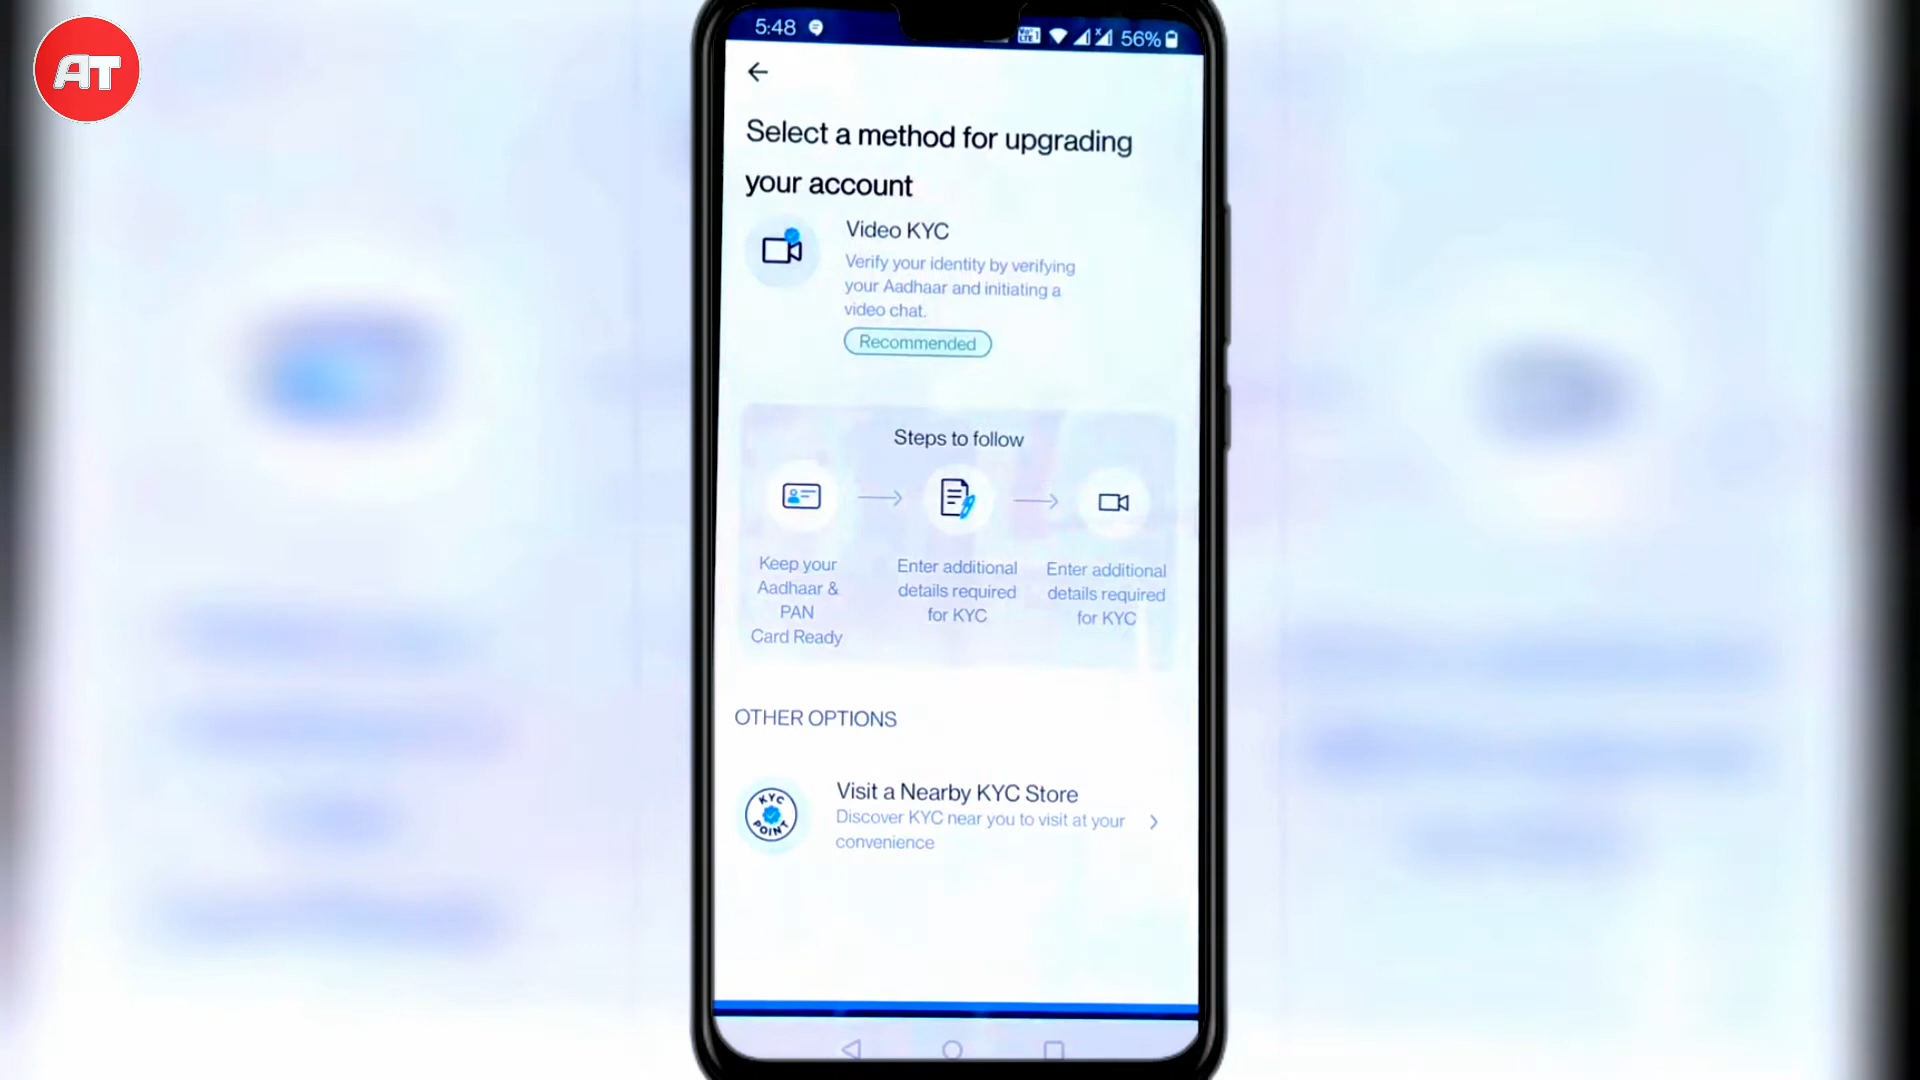 AT
5:48
VoLTE 1
56%
Select a method for upgrading
your account
Video KYC
Verify your identity by verifying
your Aadhaar and initiating a
video chat.
Recommended
Steps to follow
Keep your
Aadhaar &
PAN
Card Ready
Enter additional
details required
for KYC
Enter additional
details required
for KYC
OTHER OPTIONS
KYC
POINT
Visit a Nearby KYC Store
Discover KYC near you to visit at your
convenience